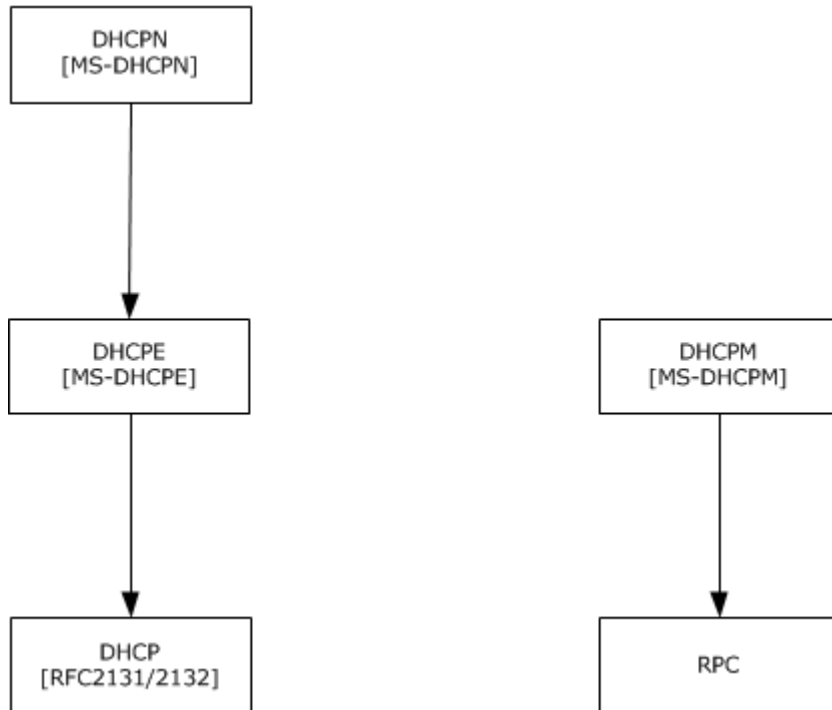 DHCPN
[MS-DHCPN]
DHCPE
[MS-DHCPE]
DHCPM
[MS-DHCPM]
DHCP
[RFC2131/2132]
RPC